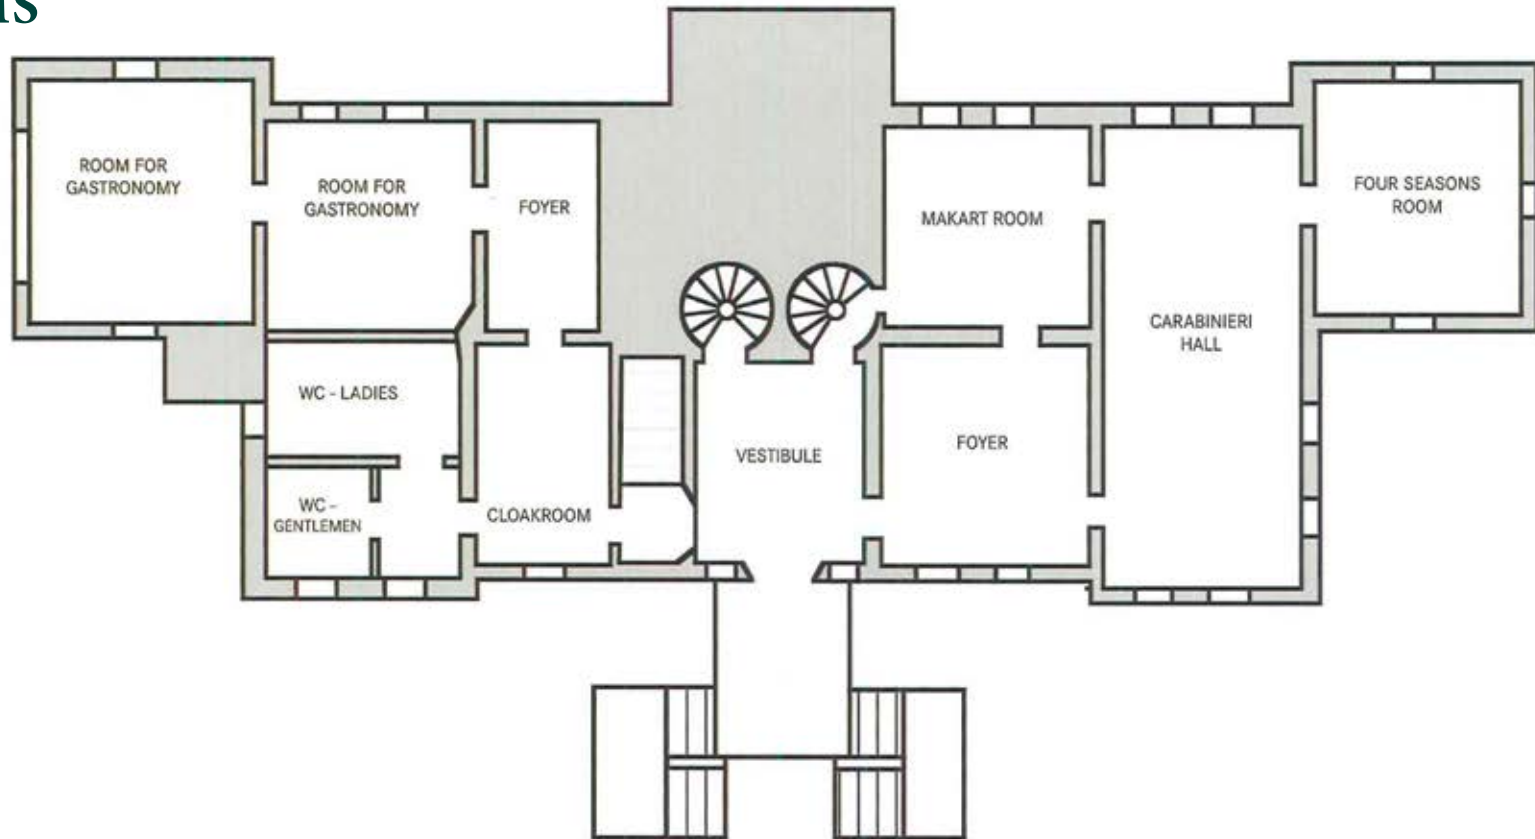 ROOM FOR
GASTRONOMY
ROOM FOR
GASTRONOMY
FOYER
MAKART ROOM
FOUR SEASONS
ROOM
CARABINIERI
HALL
WC - LADIES
VESTIBULE
FOYER
WC -
GENTLEMEN
CLOAKROOM